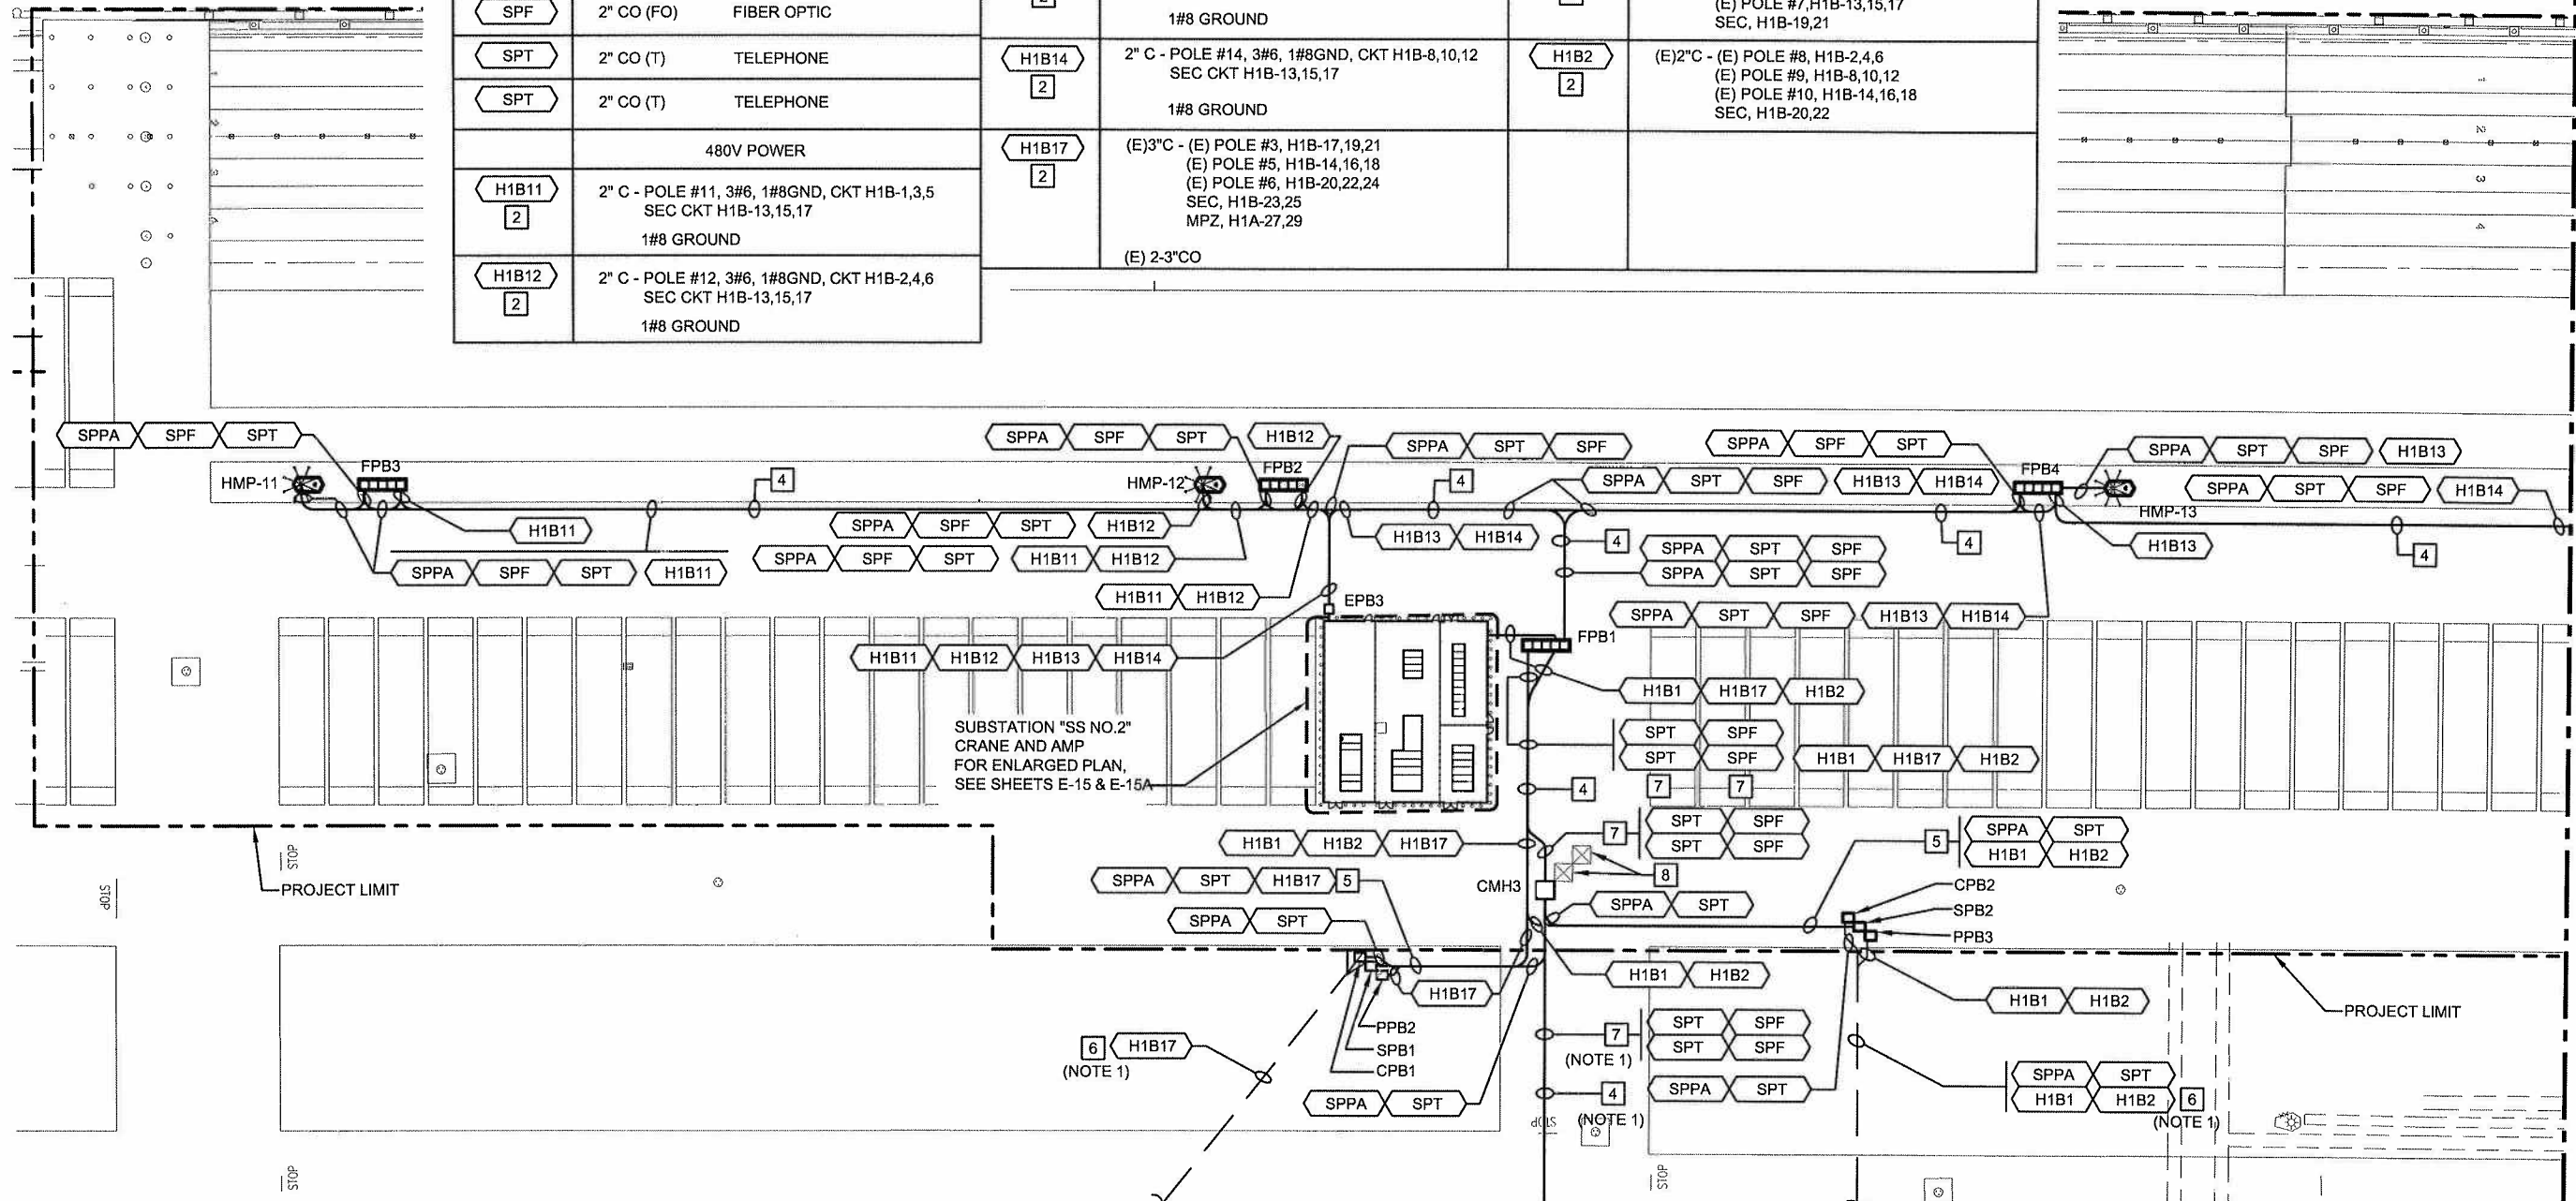 SPF 2" CO (FO) FIBER OPTIC
SPT 2" CO (T) TELEPHONE
SPT 2" CO (T) TELEPHONE
480V POWER
H1B11 2" C - POLE #11, 3#6, 1#8GND, CKT H1B-1,3,5
2 SEC CKT H1B-13,15,17
1#8 GROUND
H1B12 2" C - POLE #12, 3#6, 1#8GND, CKT H1B-2,4,6
2 SEC CKT H1B-13,15,17
1#8 GROUND
1#8 GROUND
H1B14 2" C - POLE #14, 3#6, 1#8GND, CKT H1B-8,10,12
SEC CKT H1B-13,15,17
2
1#8 GROUND
H1B17 (E)3"C - (E) POLE #3, H1B-17,19,21
(E) POLE #5, H1B-14,16,18
2 (E) POLE #6, H1B-20,22,24
SEC, H1B-23,25
MPZ, H1A-27,29
(E) 2-3"CO
(E) POLE #7,H1B-13,15,17
SEC, H1B-19,21
H1B2 (E)2"C - (E) POLE #8, H1B-2,4,6
(E) POLE #9, H1B-8,10,12
2 (E) POLE #10, H1B-14,16,18
SEC, H1B-20,22
1
2
3
4
1
2
3
4
SPPA SPF SPT
SPPA SPF SPT
H1B12
SPPA SPT SPF
SPPA SPF SPT
SPPA SPT SPF H1B13
HMP-11
FPB3
4
HMP-12
FPB2
4
SPPA SPT SPF H1B13 H1B14
FPB4
HMP-13
SPPA SPT SPF H1B14
H1B11
SPPA SPF SPT H1B12
H1B13 H1B14
4
4
H1B13
4
SPPA SPF SPT H1B11
SPPA SPF SPT H1B11 H1B12
SPPA SPT SPF
SPPA SPT SPF
H1B11 H1B12
EPB3
SPPA SPT SPF H1B13 H1B14
FPB1
H1B11 H1B12 H1B13 H1B14
H1B1 H1B17 H1B2
SUBSTATION "SS NO.2"
CRANE AND AMP
FOR ENLARGED PLAN,
SEE SHEETS E-15 & E-15A
SPT SPF
SPT SPF
H1B1 H1B17 H1B2
4
7
7
H1B1 H1B2 H1B17
7
SPT SPF
SPT SPF
5
SPPA SPT
H1B1 H1B2
STOP
STOP
PROJECT LIMIT
SPPA SPT H1B17 5
CMH3
8
CPB2
SPB2
PPB3
SPPA SPT
SPPA SPT
H1B17
H1B1 H1B2
H1B1 H1B2
PROJECT LIMIT
PPB2
SPB1
CPB1
6 H1B17
(NOTE 1)
7
(NOTE 1)
SPT SPF
SPT SPF
SPPA SPT
4
(NOTE 1)
SPPA SPT
SPPA SPT
H1B1 H1B2 6
(NOTE 1)
STOP
STOP
STOP